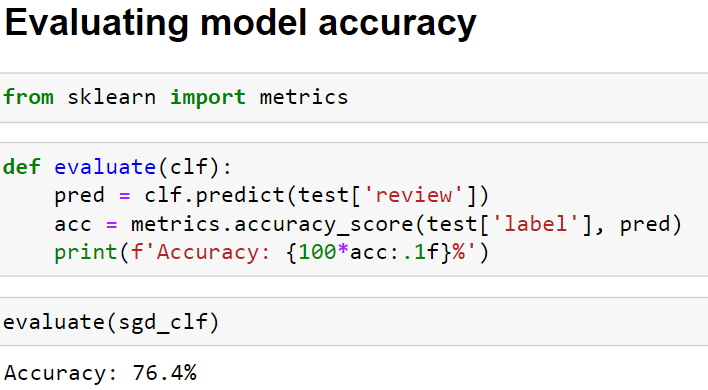 Evaluating model accuracy
from sklearn import metrics
def evaluate(clf):
    pred = clf.predict(test['review'])
    acc = metrics.accuracy_score(test['label'], pred)
    print(f'Accuracy: {100*acc:.1f}%')
evaluate(sgd_clf)
Accuracy: 76.4%